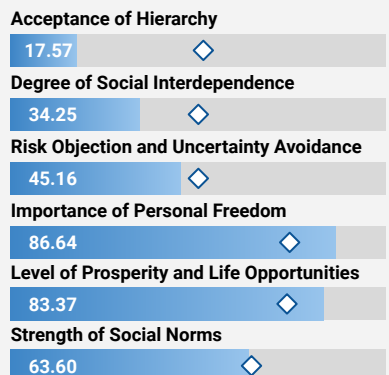 Acceptance of Hierarchy
17.57
Degree of Social Interdependence
34.25
Risk Objection and Uncertainty Avoidance
45.16
Importance of Personal Freedom
86.64
Level of Prosperity and Life Opportunities
83.37
Strength of Social Norms
63.60